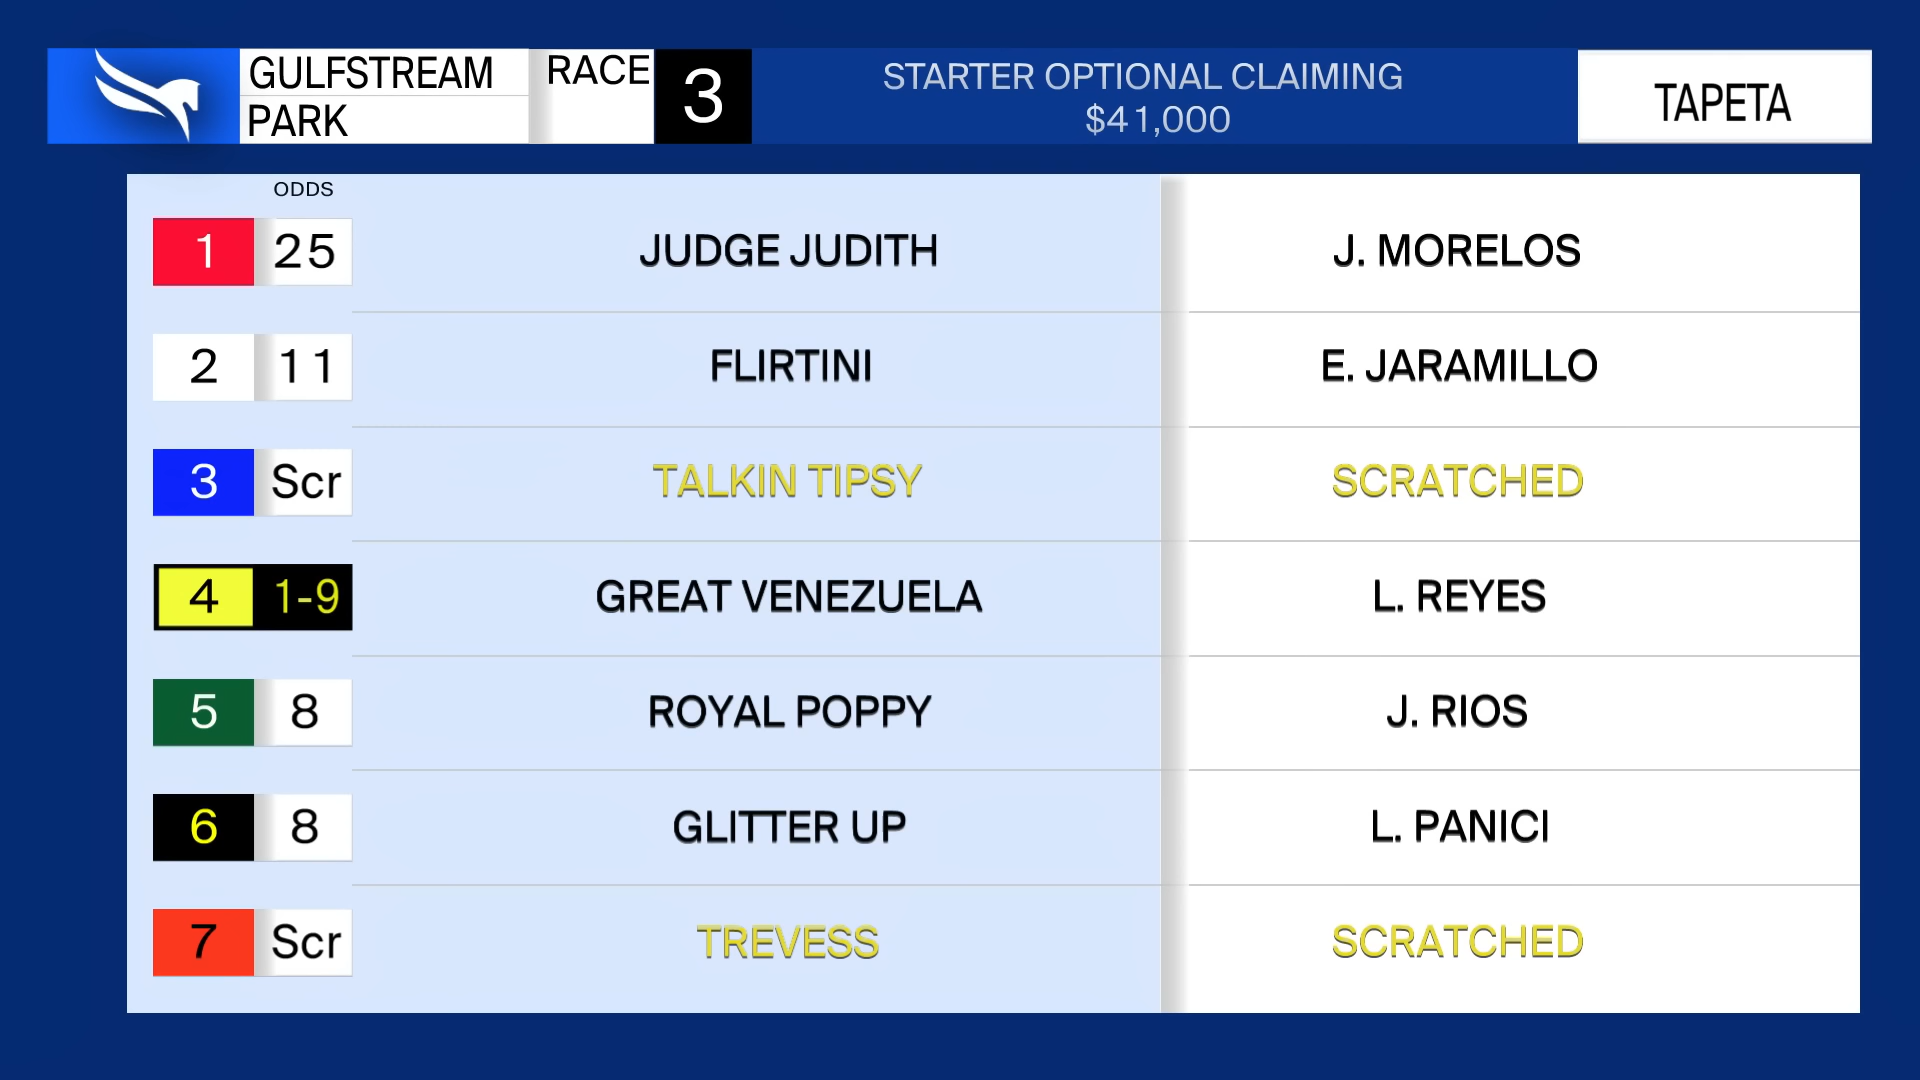 GULFSTREAM
PARK
RACE
3
STARTER OPTIONAL CLAIMING
$41,000
TAPETA
ODDS
1 25 JUDGE JUDITH J. MORELOS
2 11 FLIRTINI E. JARAMILLO
3 Scr TALKIN TIPSY SCRATCHED
4 1-9 GREAT VENEZUELA L. REYES
5 8 ROYAL POPPY J. RIOS
6 8 GLITTER UP L. PANICI
7 Scr TREVESS SCRATCHED